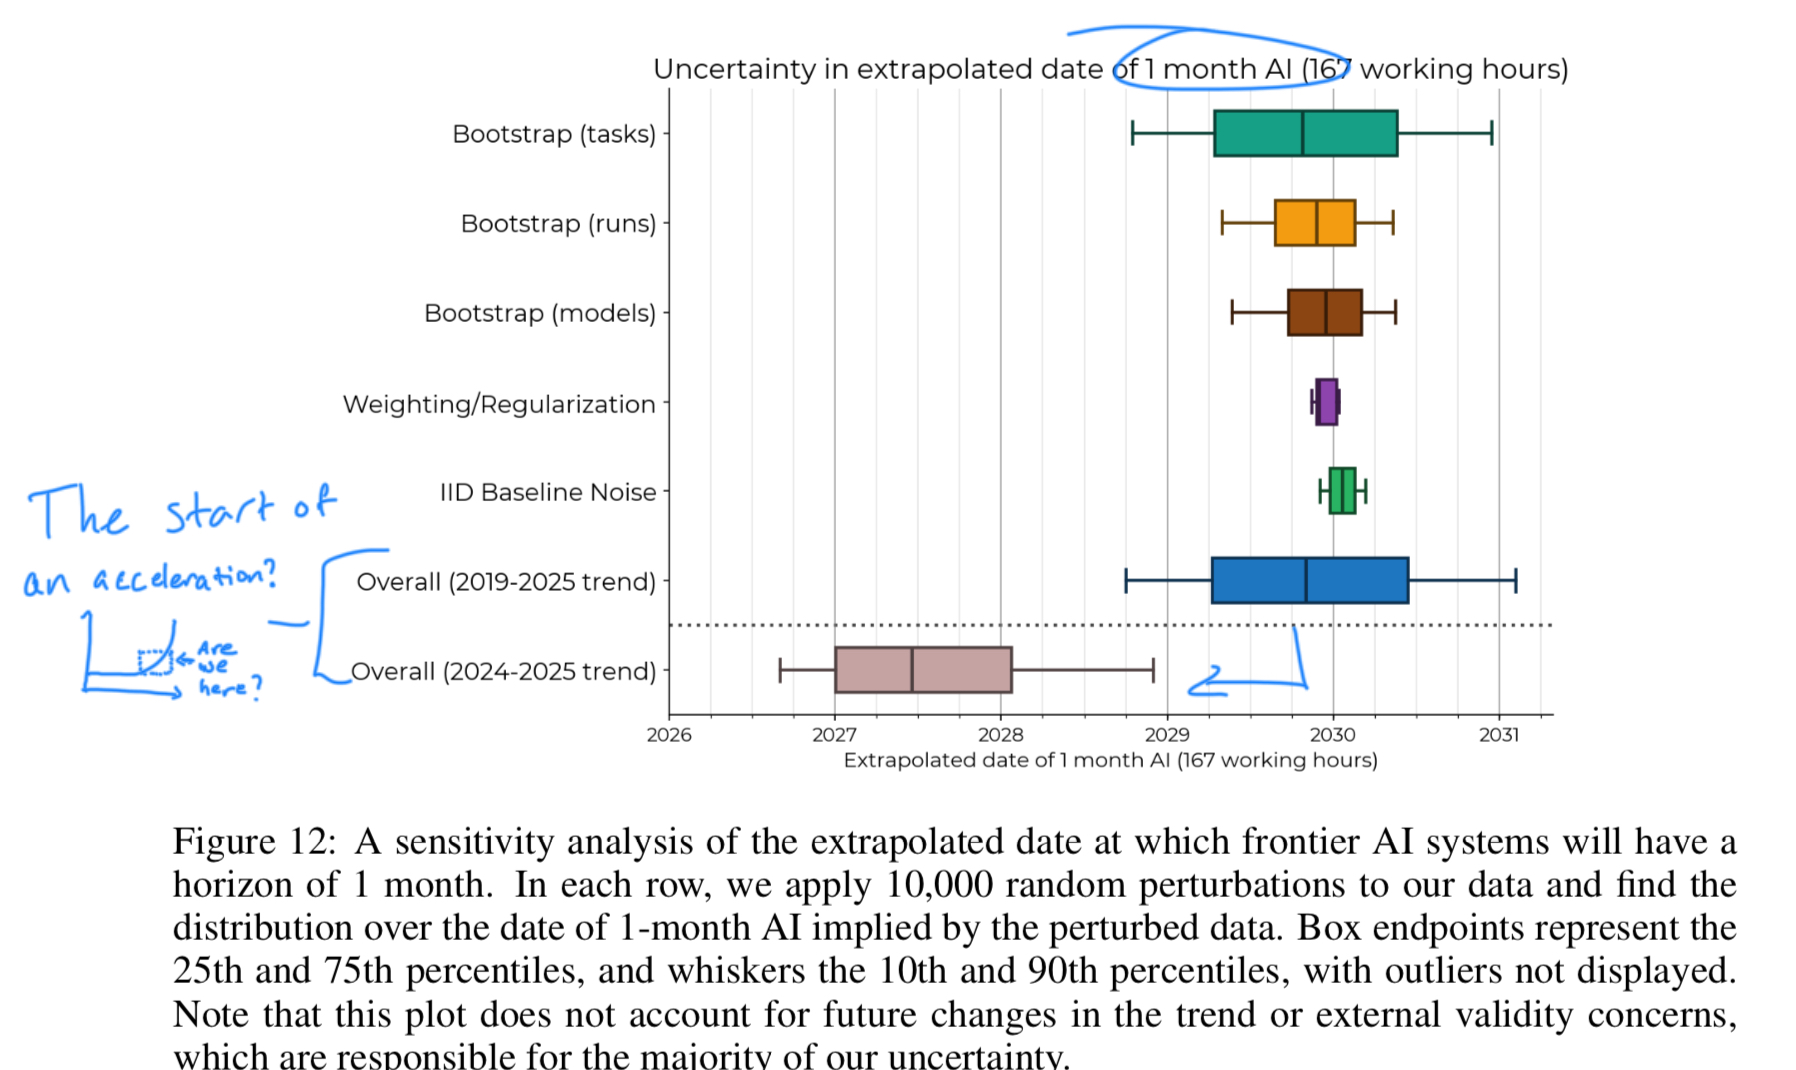 Uncertainty in extrapolated date of 1 month AI (167 working hours)
Bootstrap (tasks)
Bootstrap (runs)
Bootstrap (models)
Weighting/Regularization
IID Baseline Noise
Overall (2019-2025 trend)
Overall (2024-2025 trend)
The start of
an acceleration?
Are
we
here?
2026 2027 2028 2029 2030 2031
Extrapolated date of 1 month AI (167 working hours)
Figure 12: A sensitivity analysis of the extrapolated date at which frontier AI systems will have a
horizon of 1 month. In each row, we apply 10,000 random perturbations to our data and find the
distribution over the date of 1-month AI implied by the perturbed data. Box endpoints represent the
25th and 75th percentiles, and whiskers the 10th and 90th percentiles, with outliers not displayed.
Note that this plot does not account for future changes in the trend or external validity concerns,
which are responsible for the majority of our uncertainty.